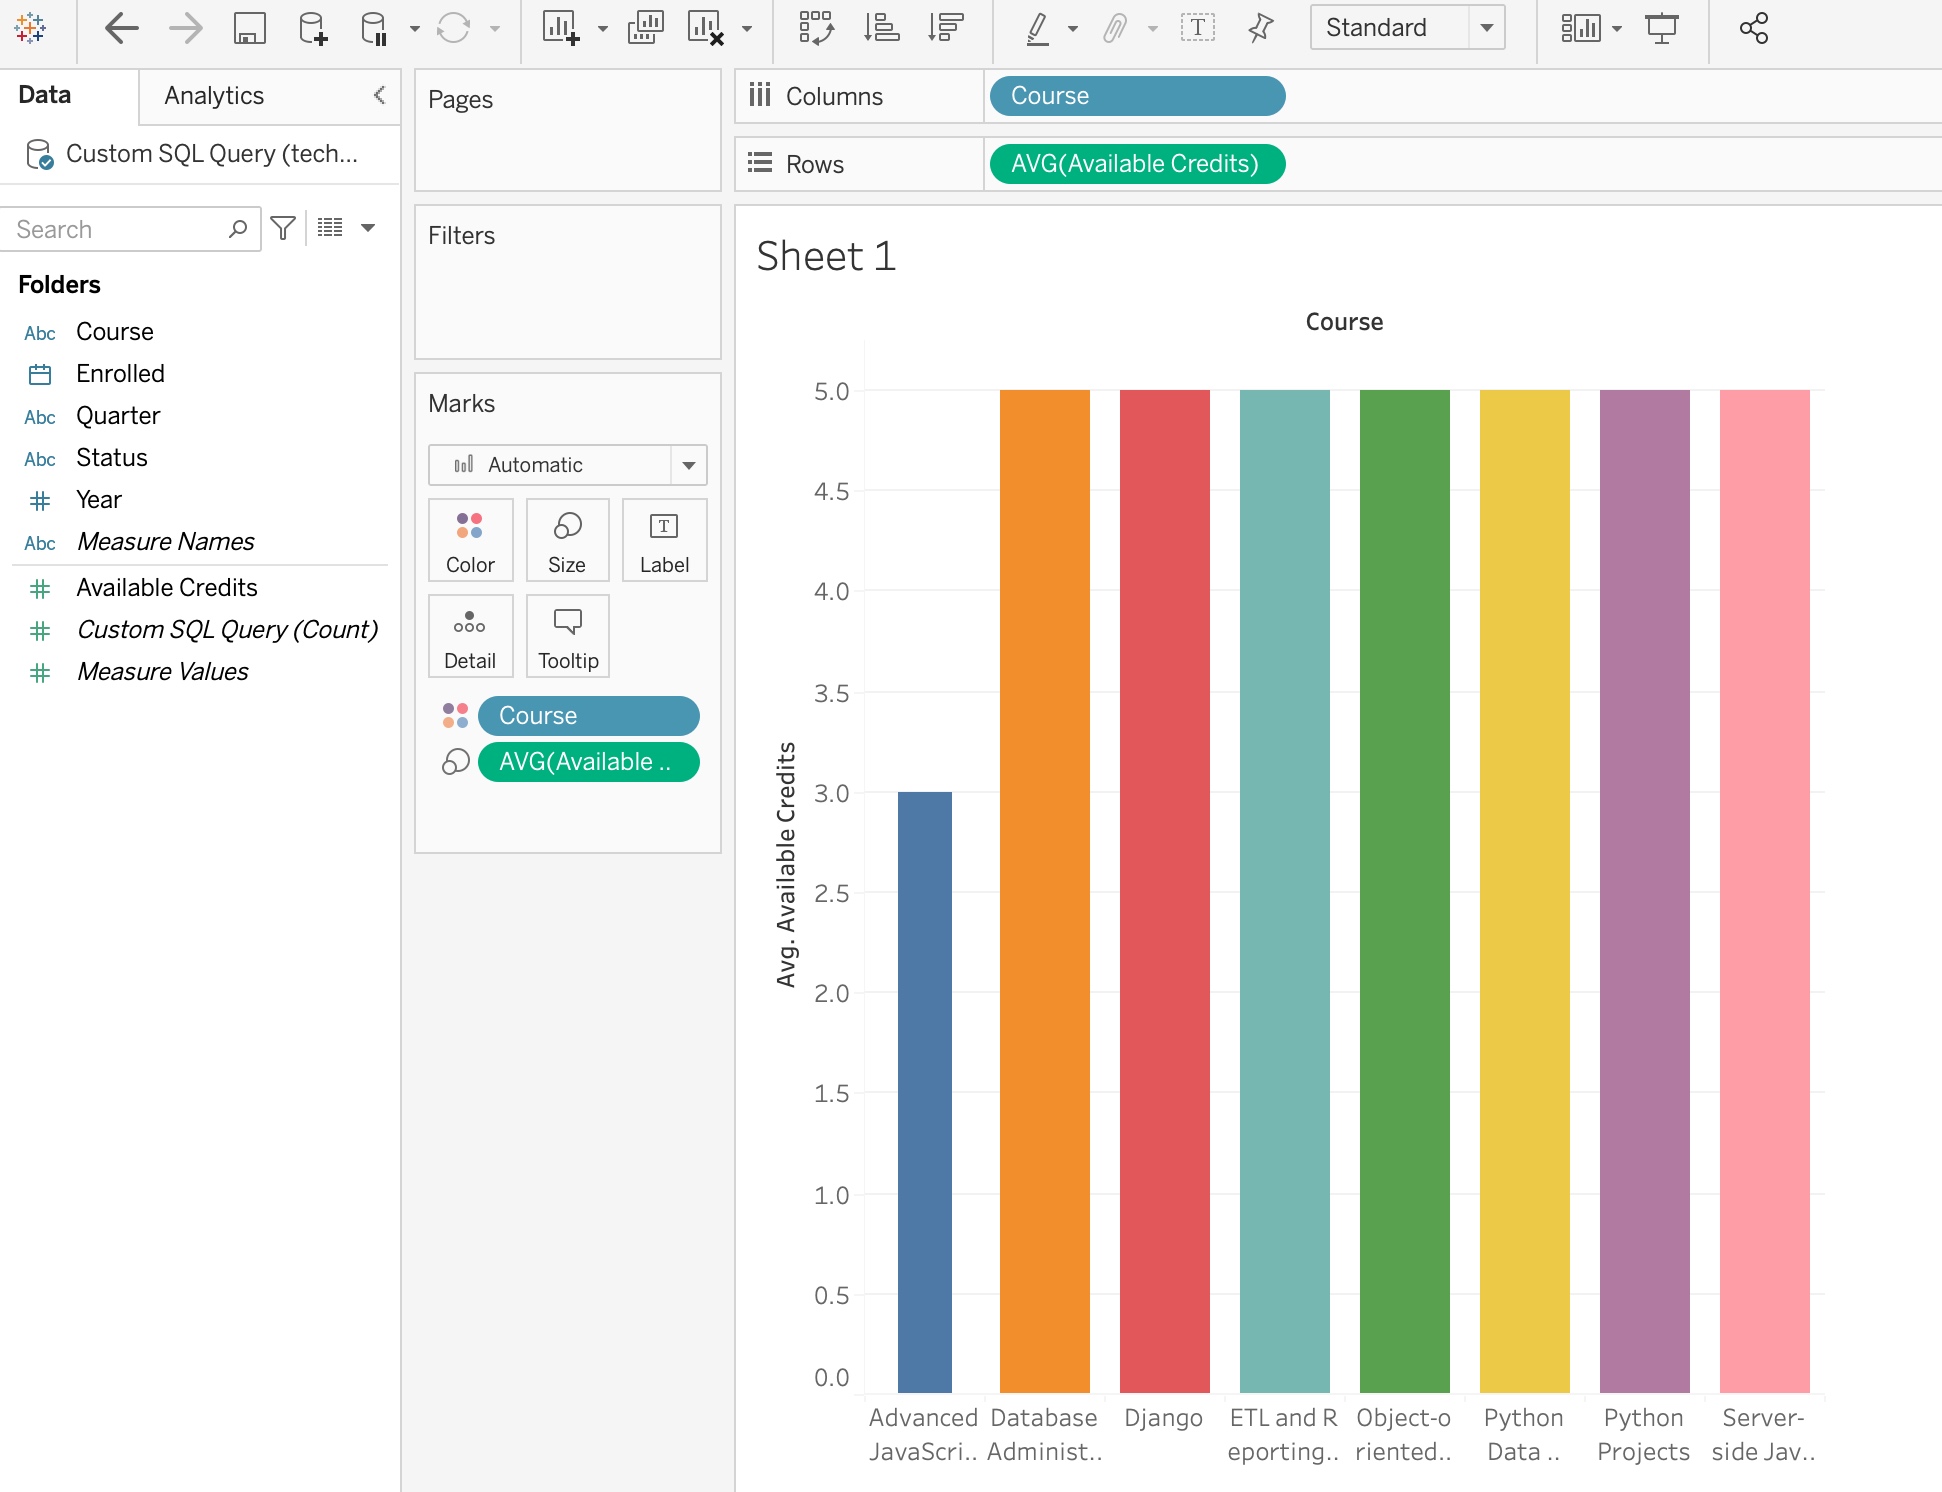 Standard
Data
Analytics
Custom SQL Query (tech...
Search
Folders
Abc Course
Enrolled
Abc Quarter
Abc Status
Year
Abc Measure Names
Available Credits
Custom SQL Query (Count)
Measure Values
Pages
Filters
Marks
Automatic
Color
Size
T
Label
Detail
Tooltip
Course
AVG(Available ..
Columns
Course
Rows
AVG(Available Credits)
Sheet 1
Course
Avg. Available Credits
5.0
4.5
4.0
3.5
3.0
2.5
2.0
1.5
1.0
0.5
0.0
Advanced
JavaScri..
Database
Administ..
Django
ETL and R
eporting..
Object-o
riented..
Python
Data ..
Python
Projects
Server-
side Jav..
T